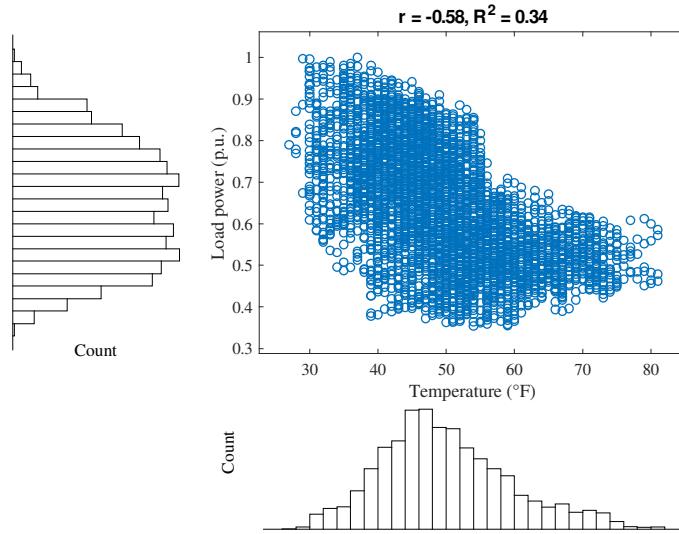 r = -0.58, R² = 0.34
1
0.9
0.8
0.7
0.6
0.5
0.4
0.3
Load power (p.u.)
30 40 50 60 70 80
Temperature (°F)
Count
Count